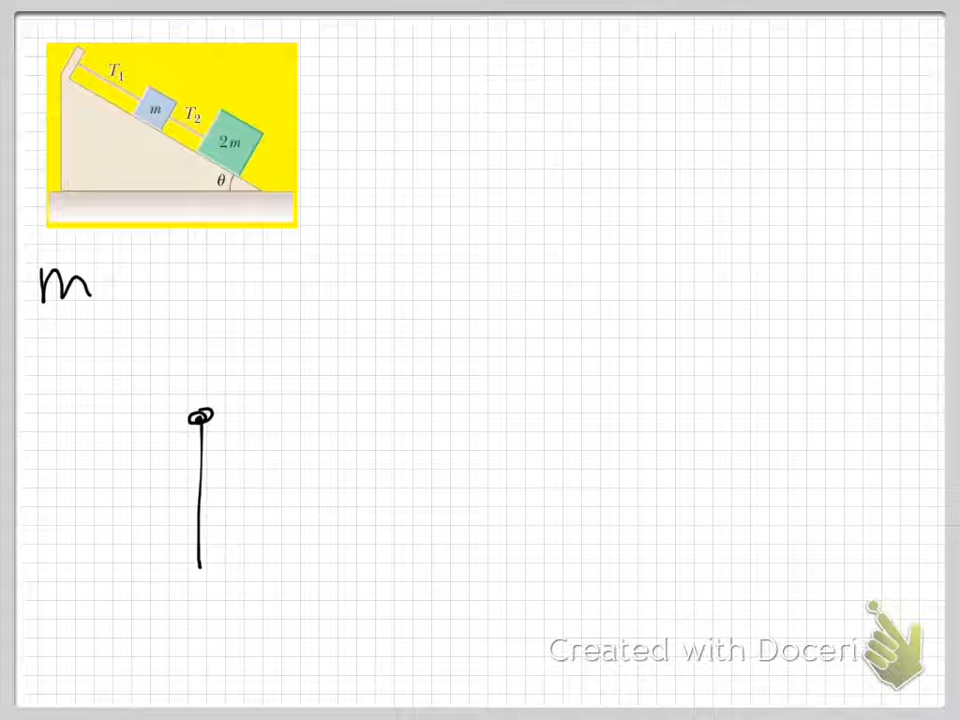 T₁
m
T₂
2m
θ
m
Created with Doceri